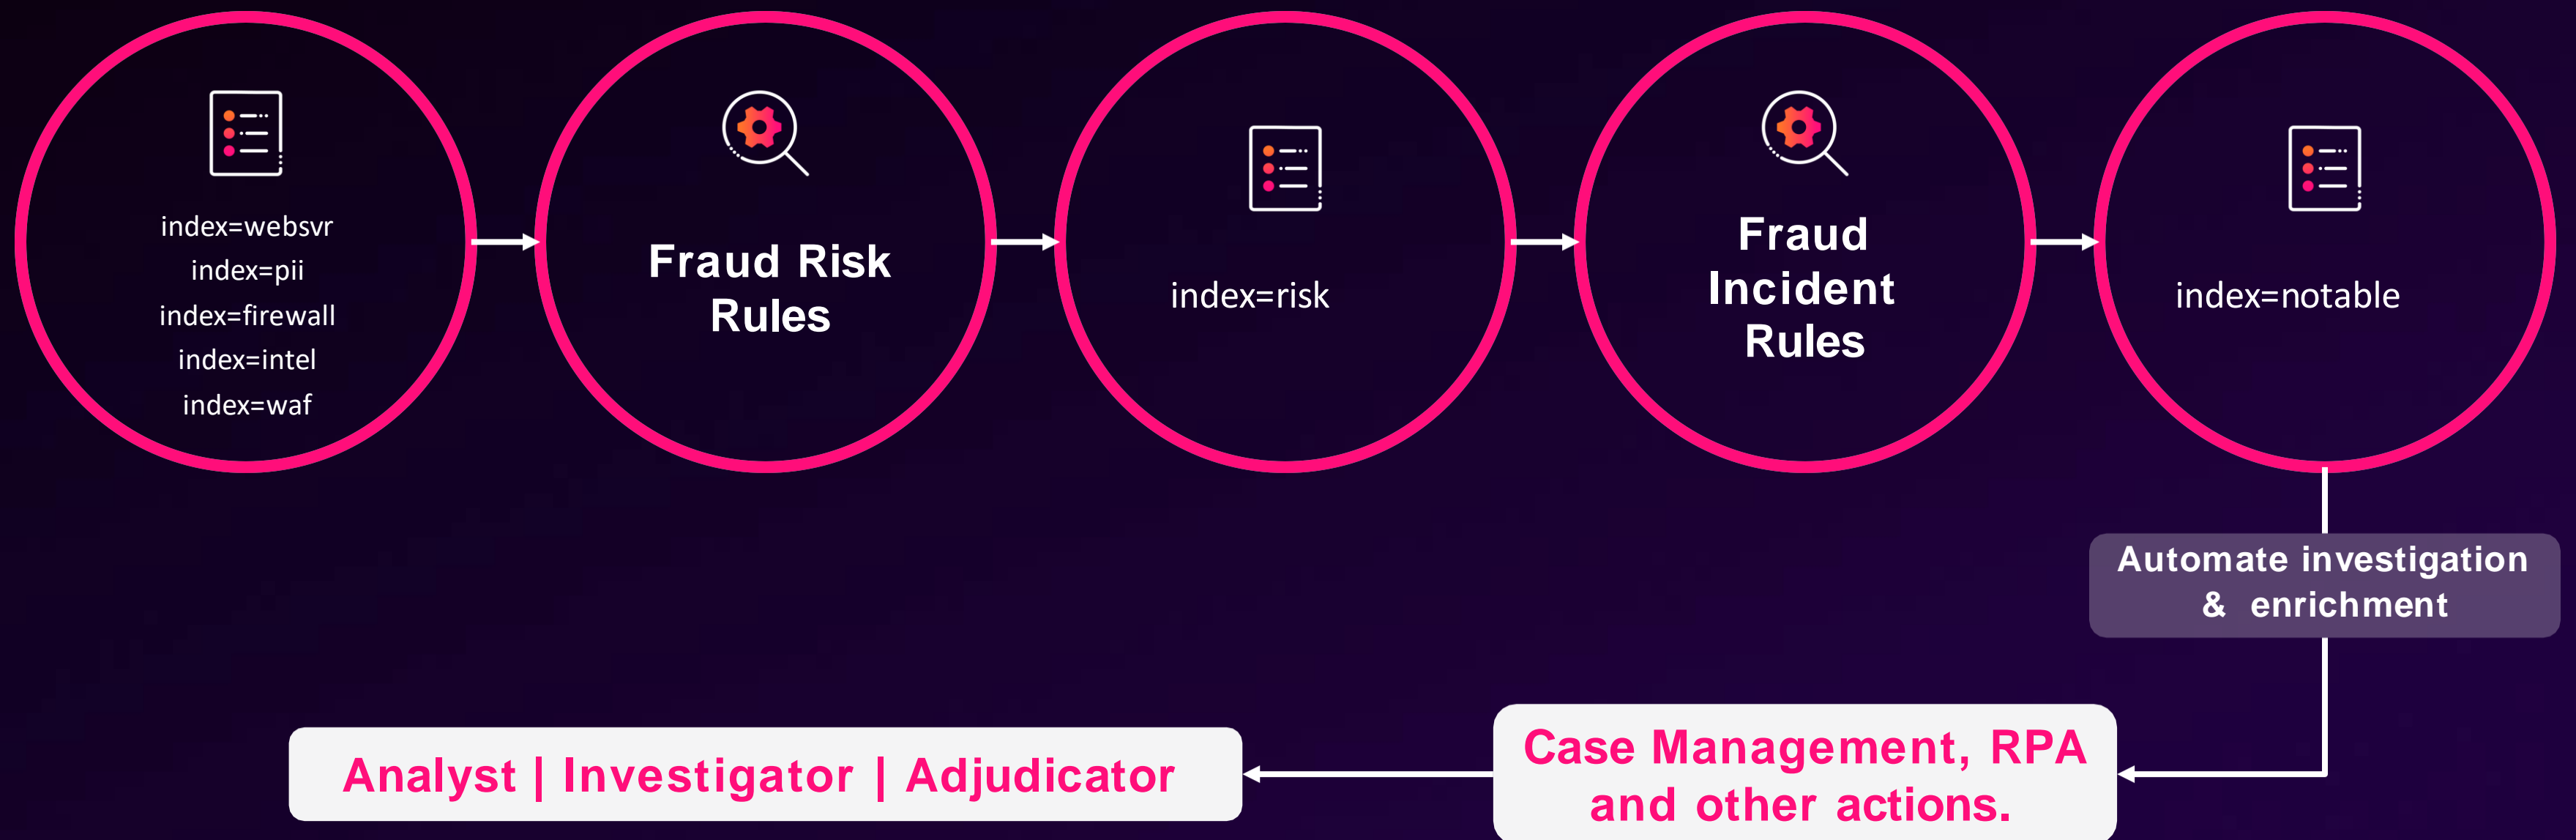 index=websvr
index=pii
index=firewall
index=intel
index=waf
Fraud Risk
Rules
index=risk
Fraud
Incident
Rules
index=notable
Automate investigation
& enrichment
Case Management, RPA
and other actions.
Analyst | Investigator | Adjudicator